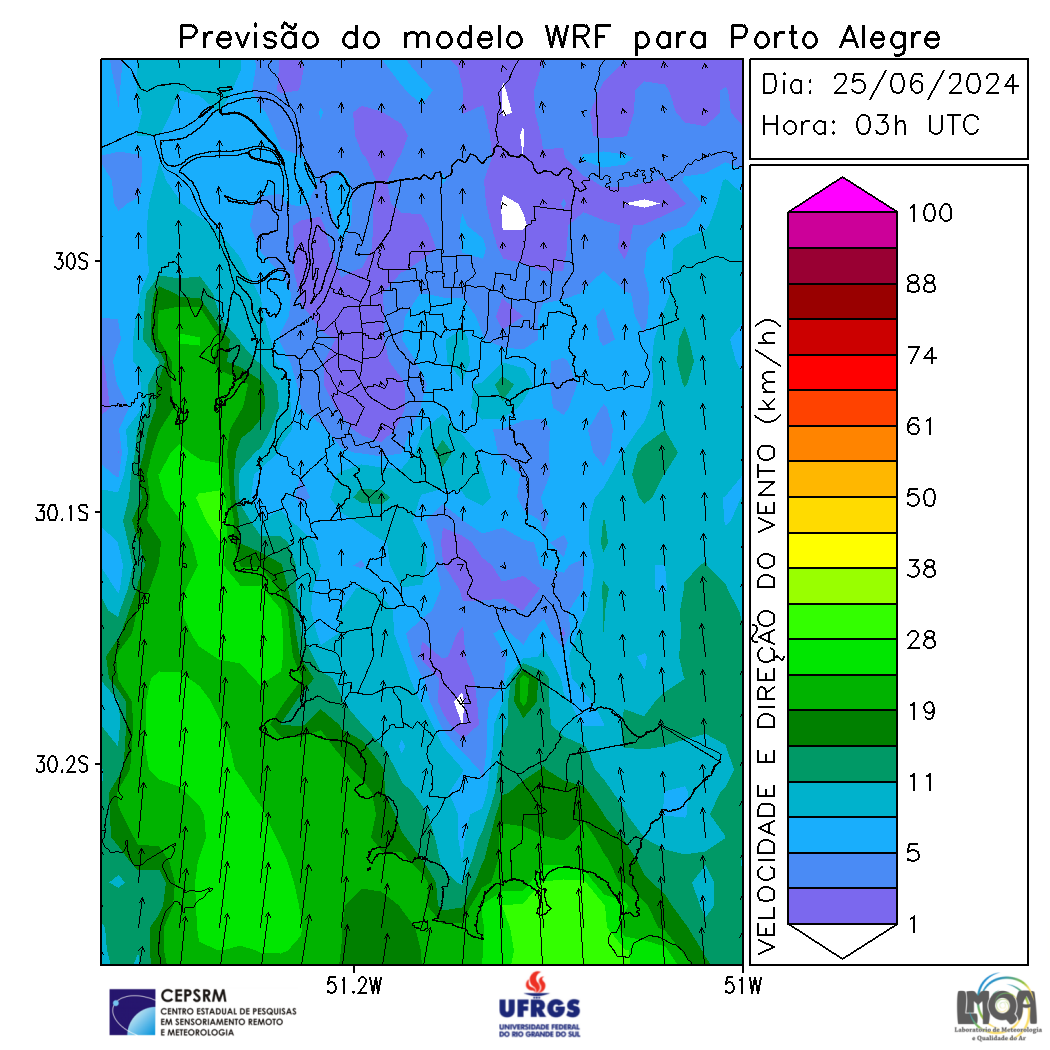 Previsão do modelo WRF para Porto Alegre
Dia: 25/06/2024
Hora: 03h UTC
30S
30.1S
30.2S
51.2W
51W
VELOCIDADE E DIREÇÃO DO VENTO (km/h)
100
88
74
61
50
38
28
19
11
5
1
CEPSRM
CENTRO ESTADUAL DE PESQUISAS
EM SENSORIAMENTO REMOTO
E METEOROLOGIA
UFRGS
UNIVERSIDADE FEDERAL
DO RIO GRANDE DO SUL
LMQA
Laboratório de Meteorologia
e Qualidade do Ar